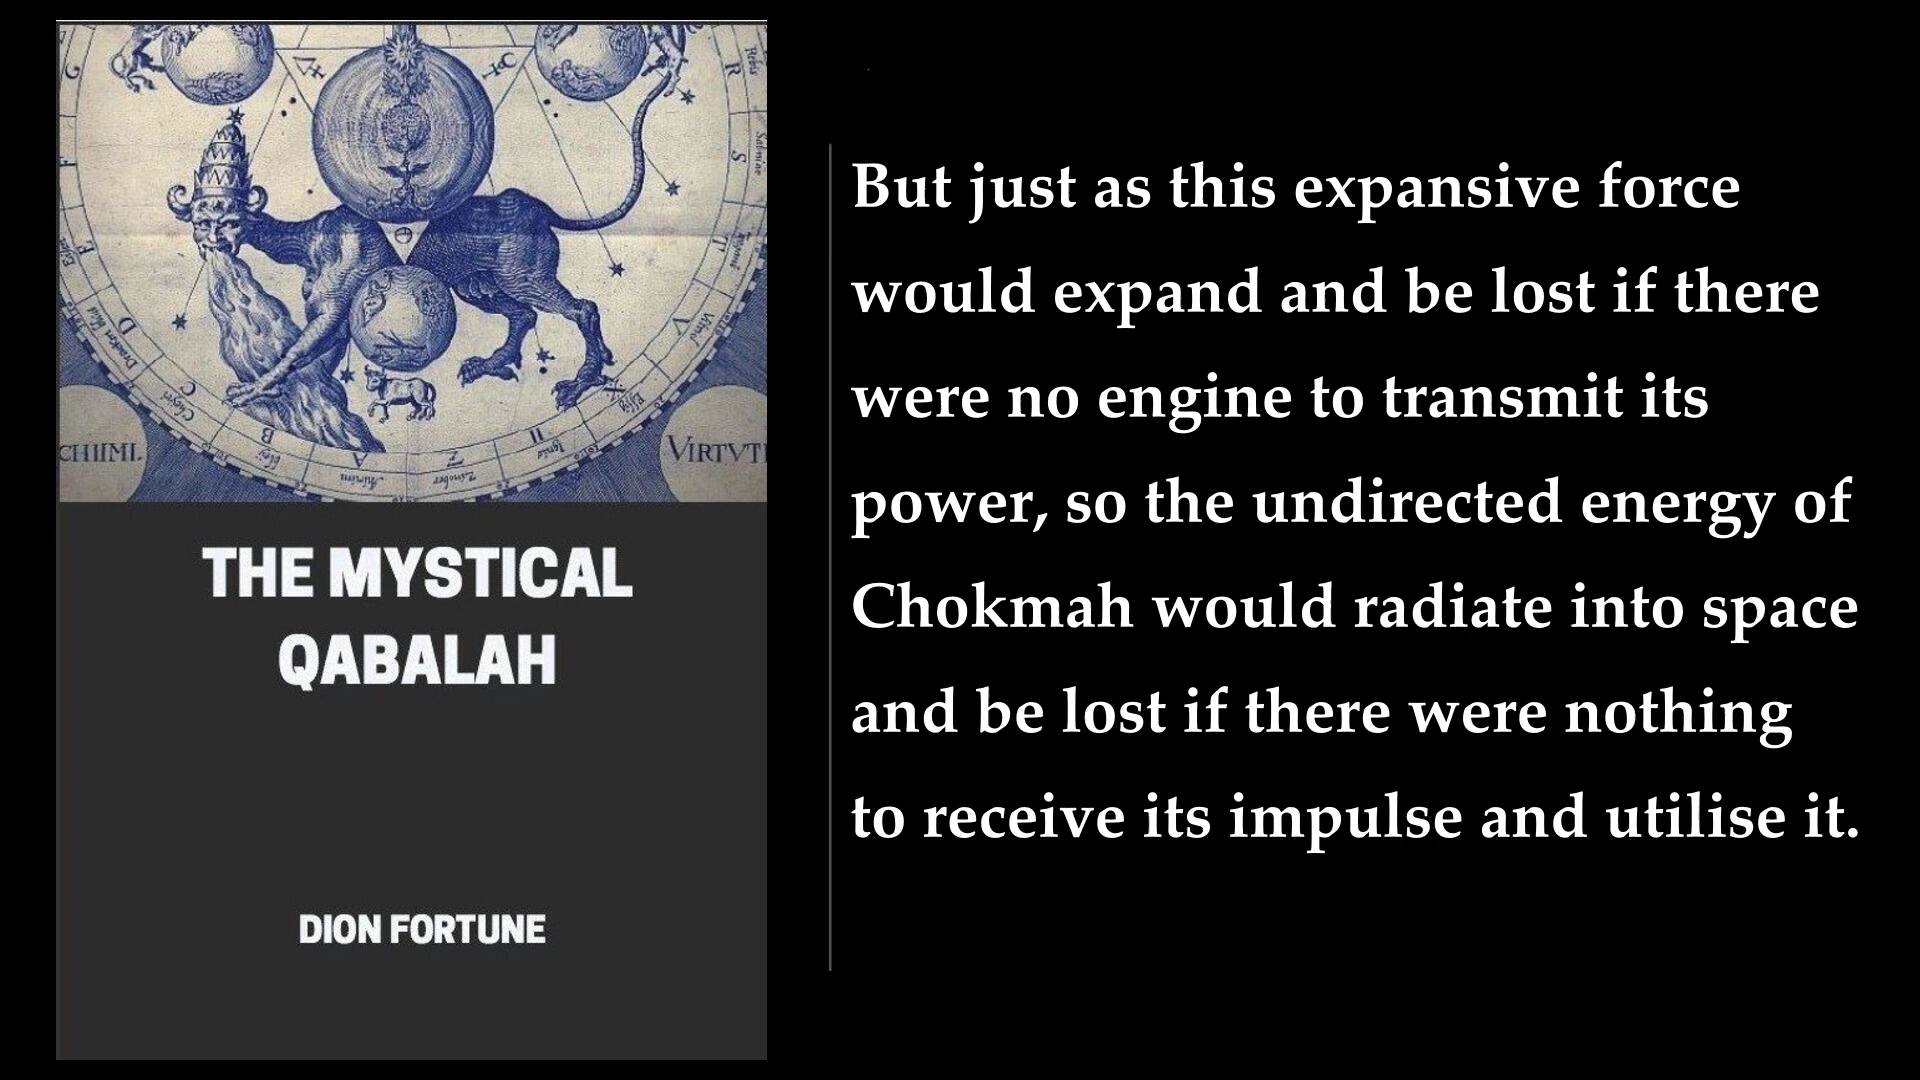 THE MYSTICAL
QABALAH
DION FORTUNE
CHIIMI.
VIRTVTI
But just as this expansive force
would expand and be lost if there
were no engine to transmit its
power, so the undirected energy of
Chokmah would radiate into space
and be lost if there were nothing
to receive its impulse and utilise it.